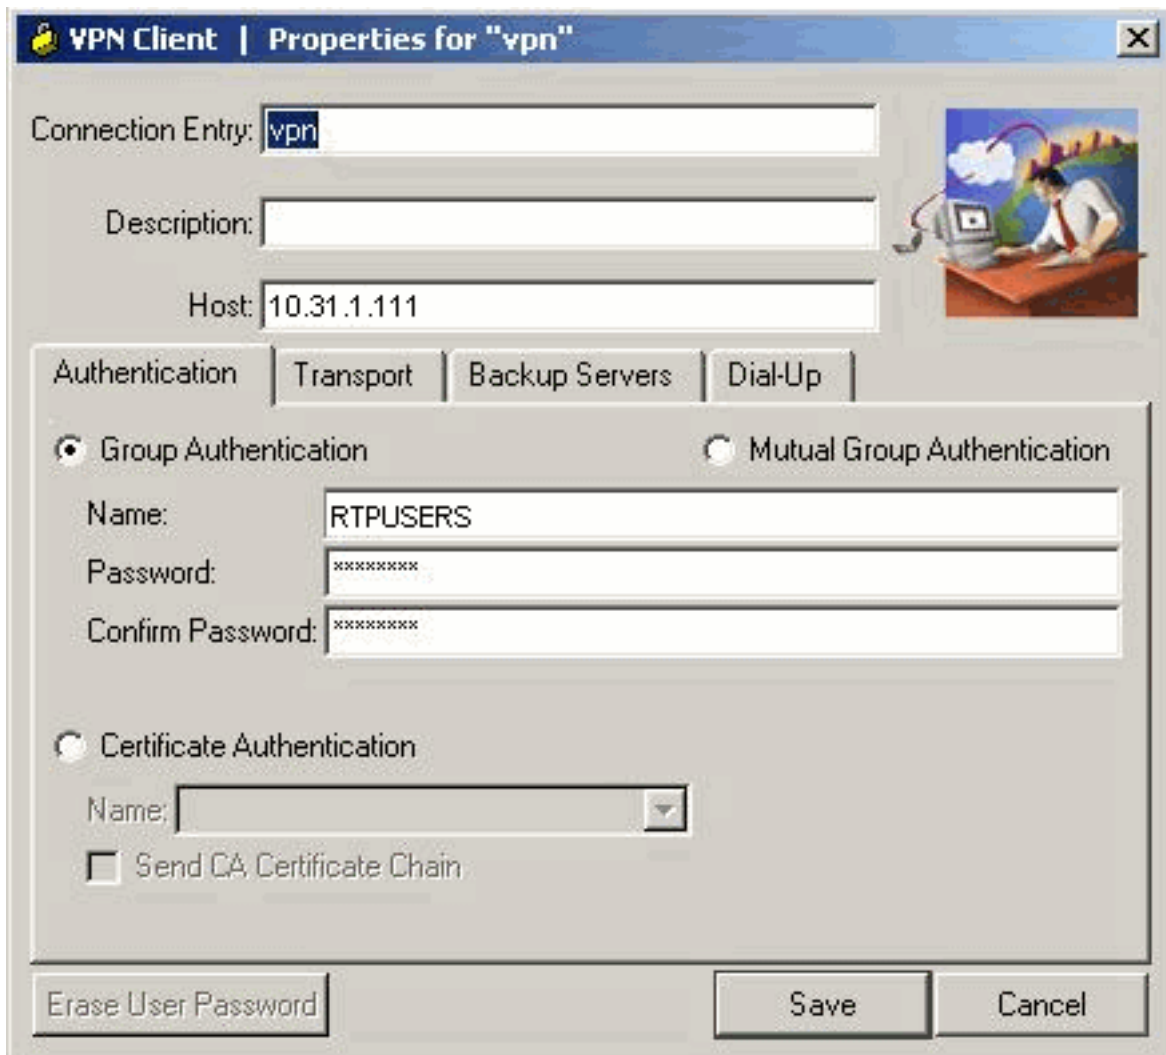 VPN Client | Properties for "vpn"
Connection Entry: vpn
Description:
Host: 10.31.1.111
Authentication Transport Backup Servers Dial-Up
Group Authentication Mutual Group Authentication
Name: RTPUSERS
Password: ********
Confirm Password: ********
Certificate Authentication
Name:
Send CA Certificate Chain
Erase User Password Save Cancel